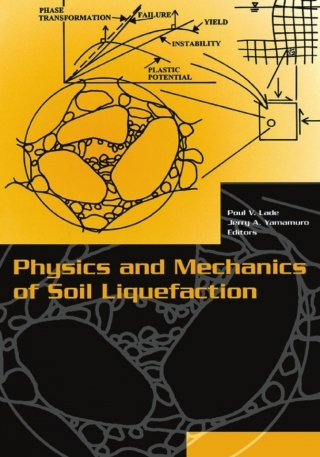 PHASE
TRANSFORMATION
FAILURE
YIELD
INSTABILITY
PLASTIC
POTENTIAL
Poul V. Lade
Jerry A. Yamamuro
Editors
Physics and Mechanics
of Soil Liquefaction